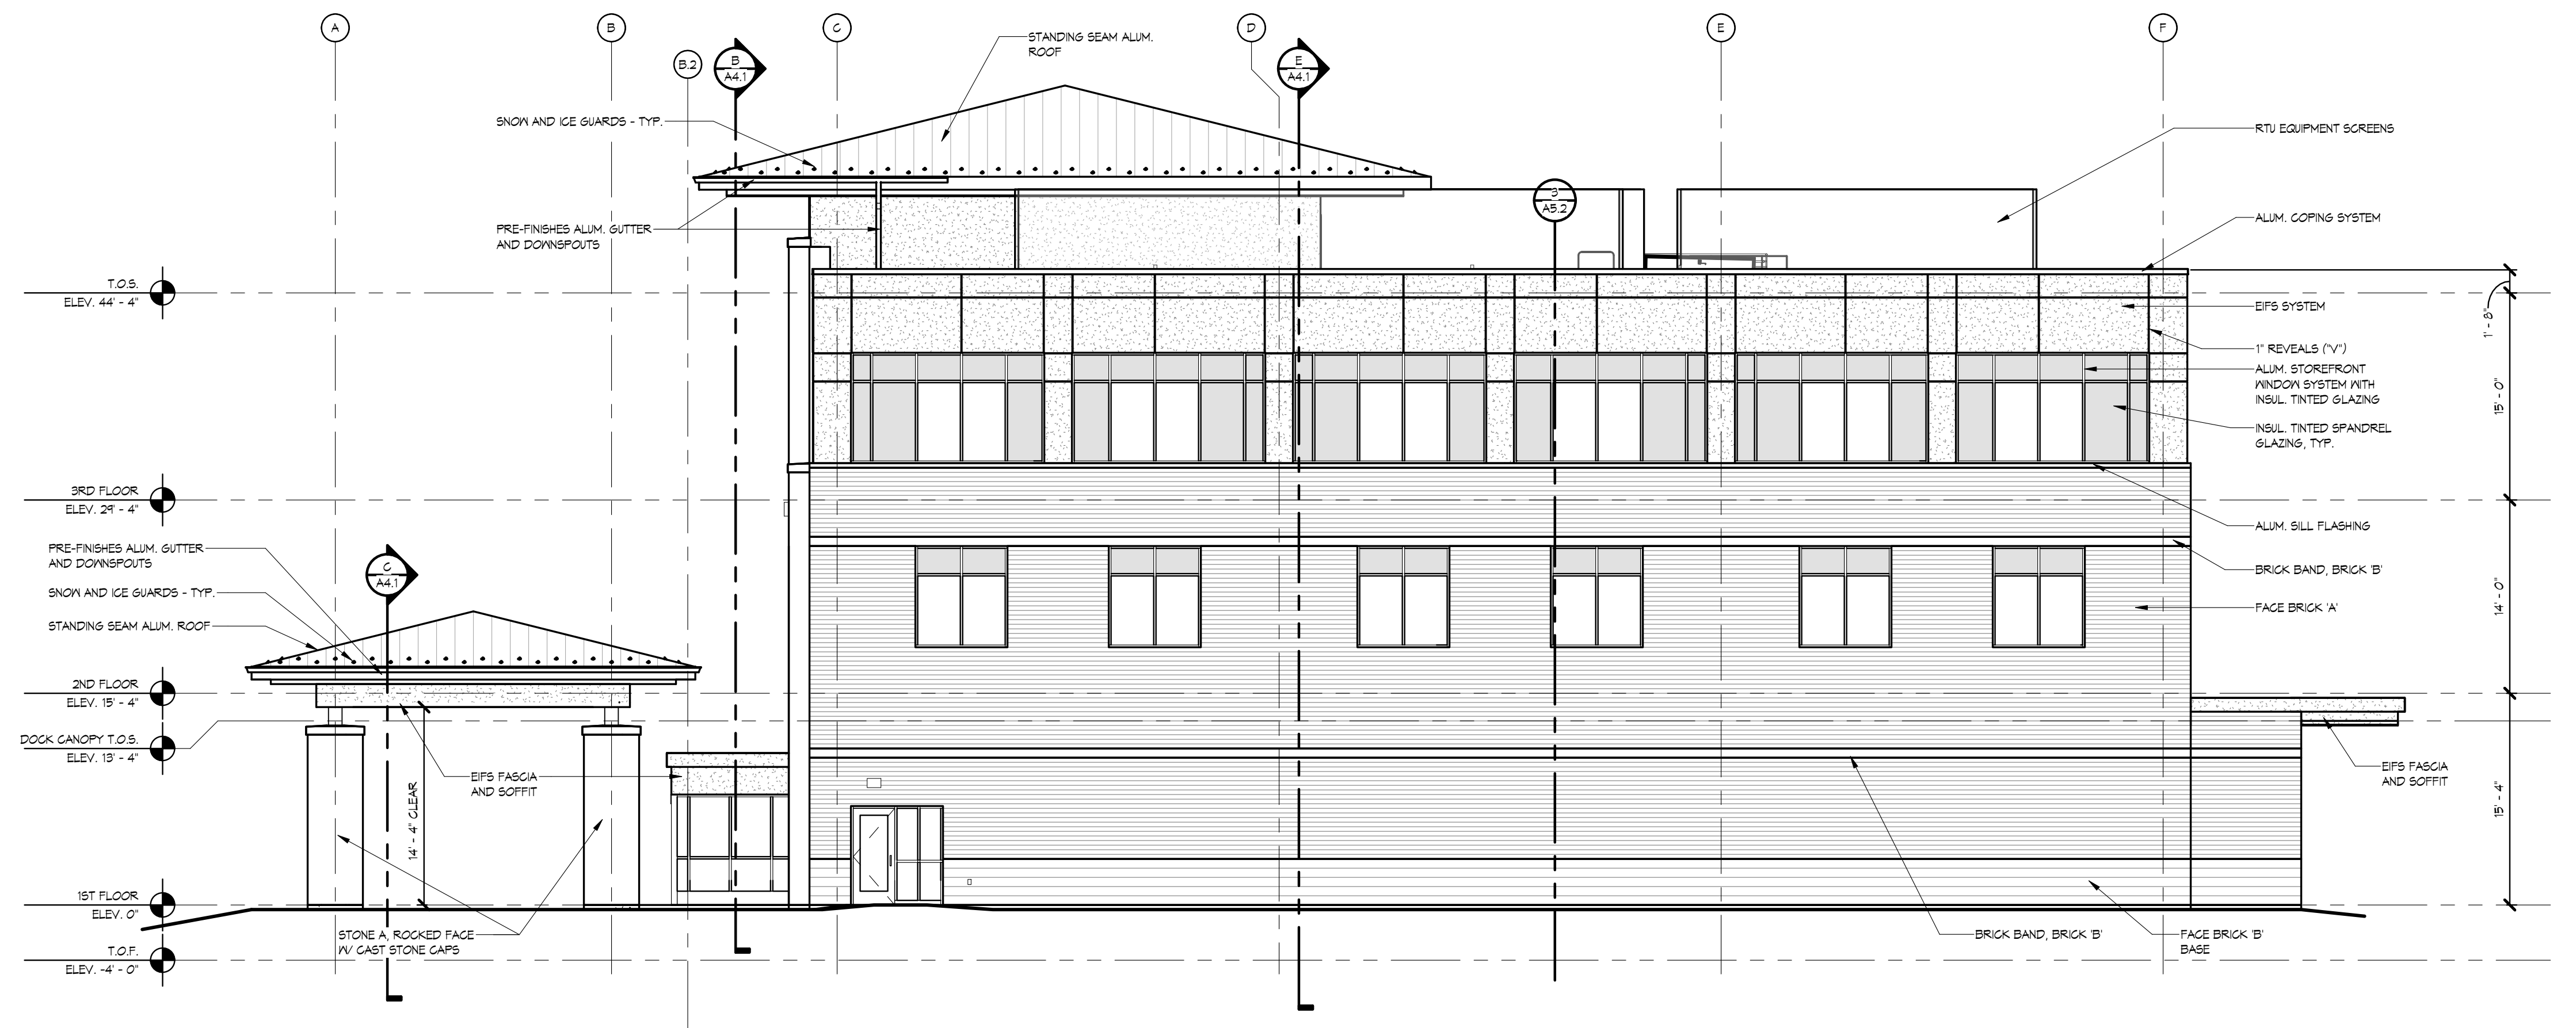 A
B
B.2
C
D
E
F
B
A4.1
E
A4.1
3
A5.2
C
A4.1
STANDING SEAM ALUM.
ROOF
SNOW AND ICE GUARDS - TYP.
PRE-FINISHES ALUM. GUTTER
AND DOWNSPOUTS
RTU EQUIPMENT SCREENS
ALUM. COPING SYSTEM
EIFS SYSTEM
1" REVEALS ("V")
ALUM. STOREFRONT
WINDOW SYSTEM WITH
INSUL. TINTED GLAZING
INSUL. TINTED SPANDREL
GLAZING, TYP.
ALUM. SILL FLASHING
BRICK BAND, BRICK 'B'
FACE BRICK 'A'
EIFS FASCIA
AND SOFFIT
FACE BRICK 'B'
BASE
BRICK BAND, BRICK 'B'
1' - 8"
15' - 0"
14' - 0"
15' - 4"
T.O.S.
ELEV. 44' - 4"
3RD FLOOR
ELEV. 29' - 4"
PRE-FINISHES ALUM. GUTTER
AND DOWNSPOUTS
SNOW AND ICE GUARDS - TYP.
STANDING SEAM ALUM. ROOF
2ND FLOOR
ELEV. 15' - 4"
DOCK CANOPY T.O.S.
ELEV. 13' - 4"
EIFS FASCIA
AND SOFFIT
14' - 4" CLEAR
1ST FLOOR
ELEV. 0"
STONE A, ROCKED FACE
W/ CAST STONE CAPS
T.O.F.
ELEV. -4' - 0"